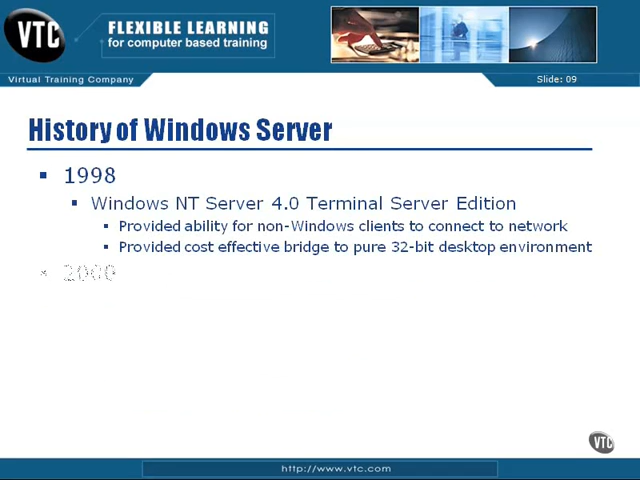 VTC
FLEXIBLE LEARNING
for computer based training
Virtual Training Company
Slide: 09
History of Windows Server
1998
Windows NT Server 4.0 Terminal Server Edition
Provided ability for non-Windows clients to connect to network
Provided cost effective bridge to pure 32-bit desktop environment
2000
VTC
http://www.vtc.com